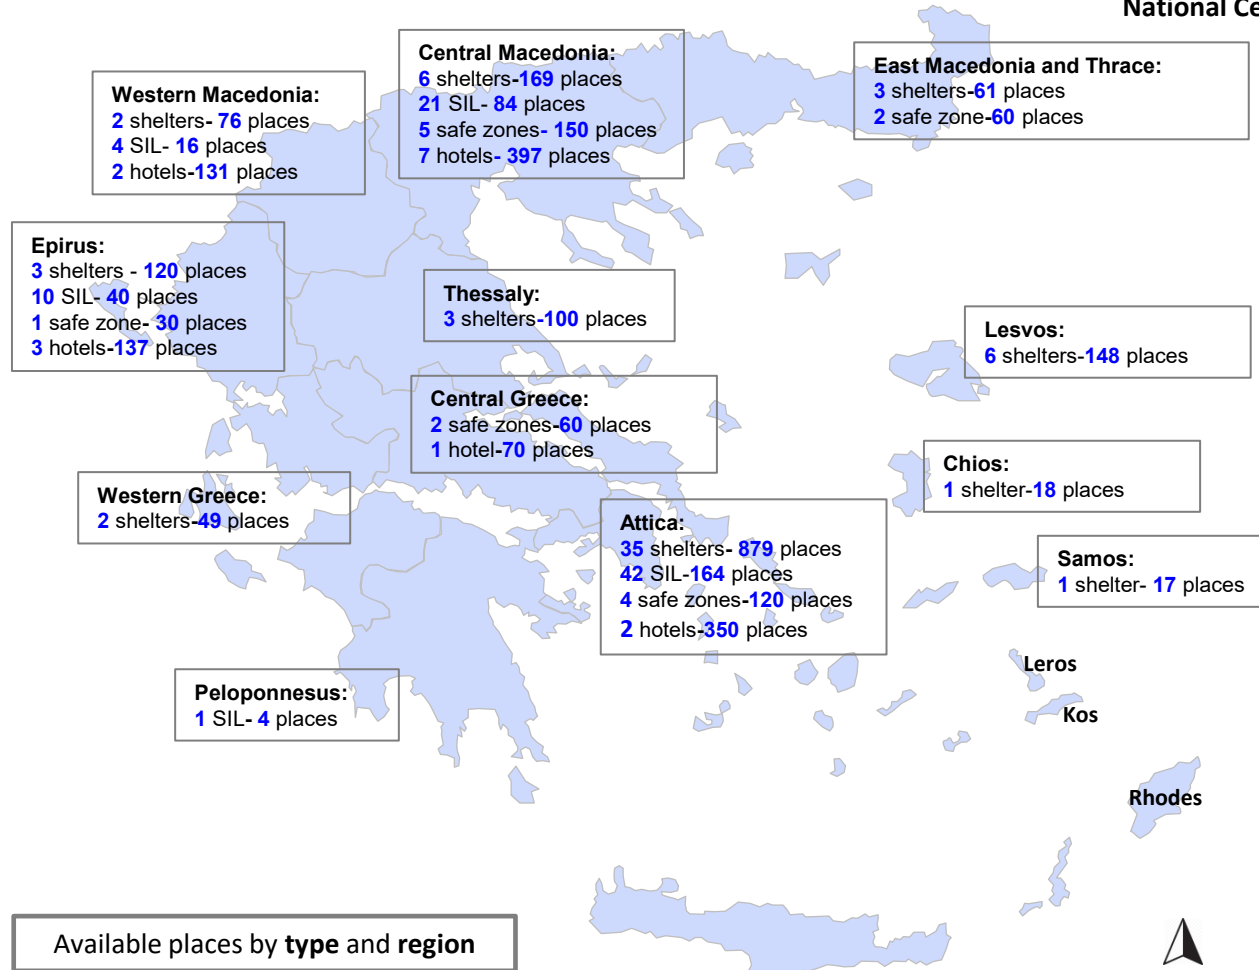 National Ce
Central Macedonia:
6 shelters-169 places
21 SIL- 84 places
5 safe zones- 150 places
7 hotels- 397 places
East Macedonia and Thrace:
3 shelters-61 places
2 safe zone-60 places
Western Macedonia:
2 shelters- 76 places
4 SIL- 16 places
2 hotels-131 places
Epirus:
3 shelters - 120 places
10 SIL- 40 places
1 safe zone- 30 places
3 hotels-137 places
Thessaly:
3 shelters-100 places
Lesvos:
6 shelters-148 places
Central Greece:
2 safe zones-60 places
1 hotel-70 places
Chios:
1 shelter-18 places
Western Greece:
2 shelters-49 places
Attica:
35 shelters- 879 places
42 SIL-164 places
4 safe zones-120 places
2 hotels-350 places
Samos:
1 shelter- 17 places
Leros
Kos
Peloponnesus:
1 SIL- 4 places
Rhodes
Available places by type and region